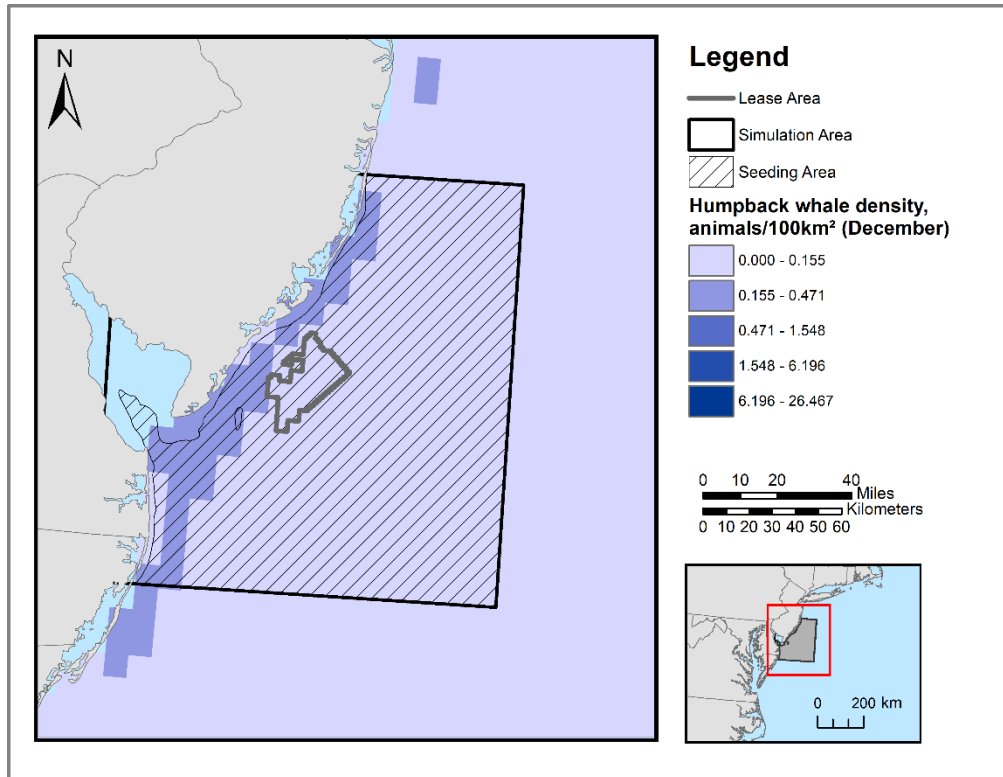 N
Legend
Lease Area
Simulation Area
Seeding Area
Humpback whale density,
animals/100km² (December)
0.000 - 0.155
0.155 - 0.471
0.471 - 1.548
1.548 - 6.196
6.196 - 26.467
0 10 20 30 40
Miles
Kilometers
0 10 20 30 40 50 60
0 200 km